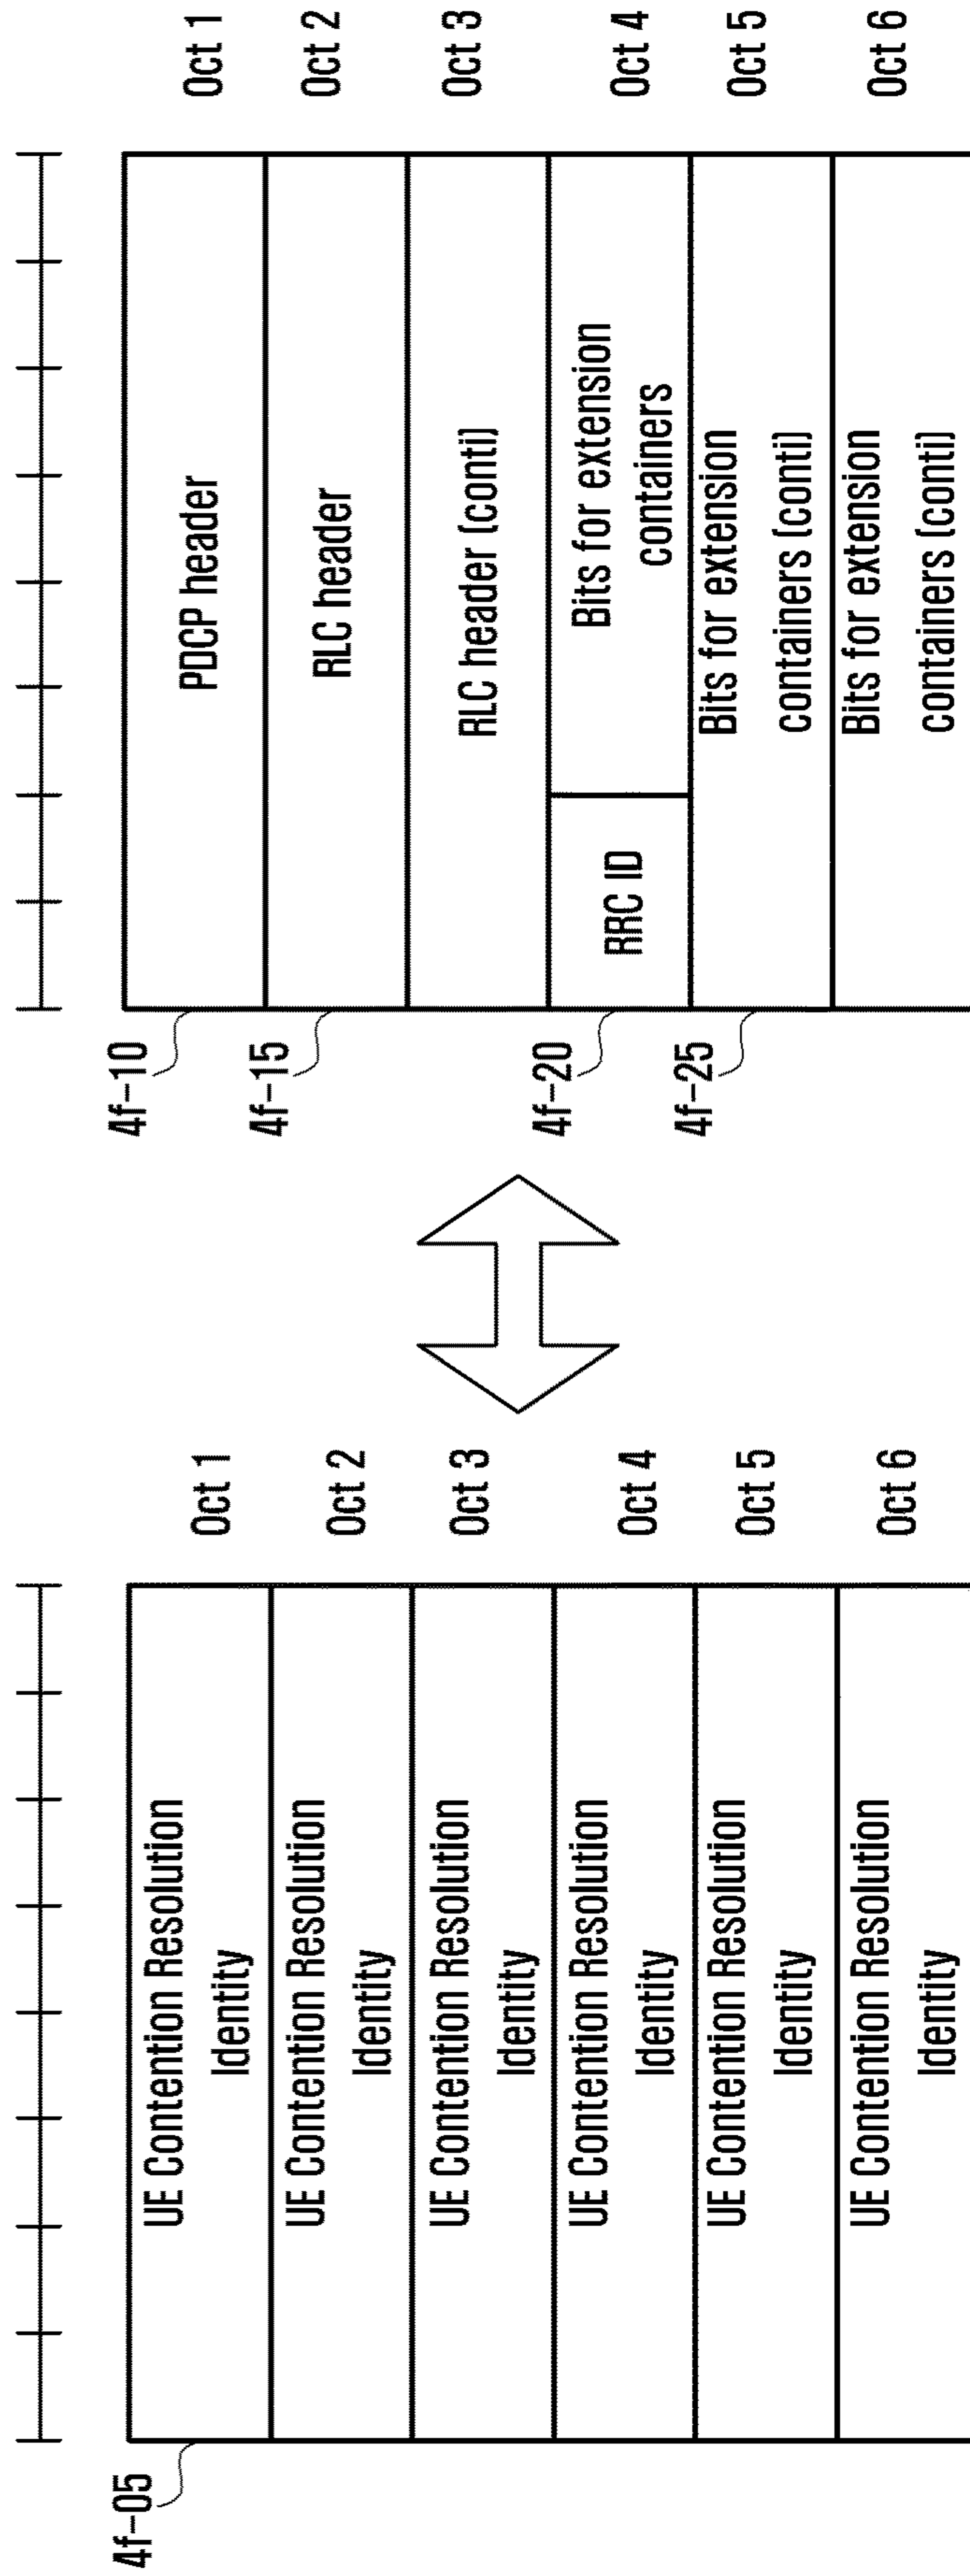 4f-05
UE Contention Resolution
Identity
Oct 1
UE Contention Resolution
Identity
Oct 2
UE Contention Resolution
Identity
Oct 3
UE Contention Resolution
Identity
Oct 4
UE Contention Resolution
Identity
Oct 5
UE Contention Resolution
Identity
Oct 6
4f-10
PDCP header
Oct 1
4f-15
RLC header
Oct 2
RLC header (conti)
Oct 3
4f-20
RRC ID
Bits for extension
containers
Oct 4
4f-25
Bits for extension
containers (conti)
Oct 5
Bits for extension
containers (conti)
Oct 6